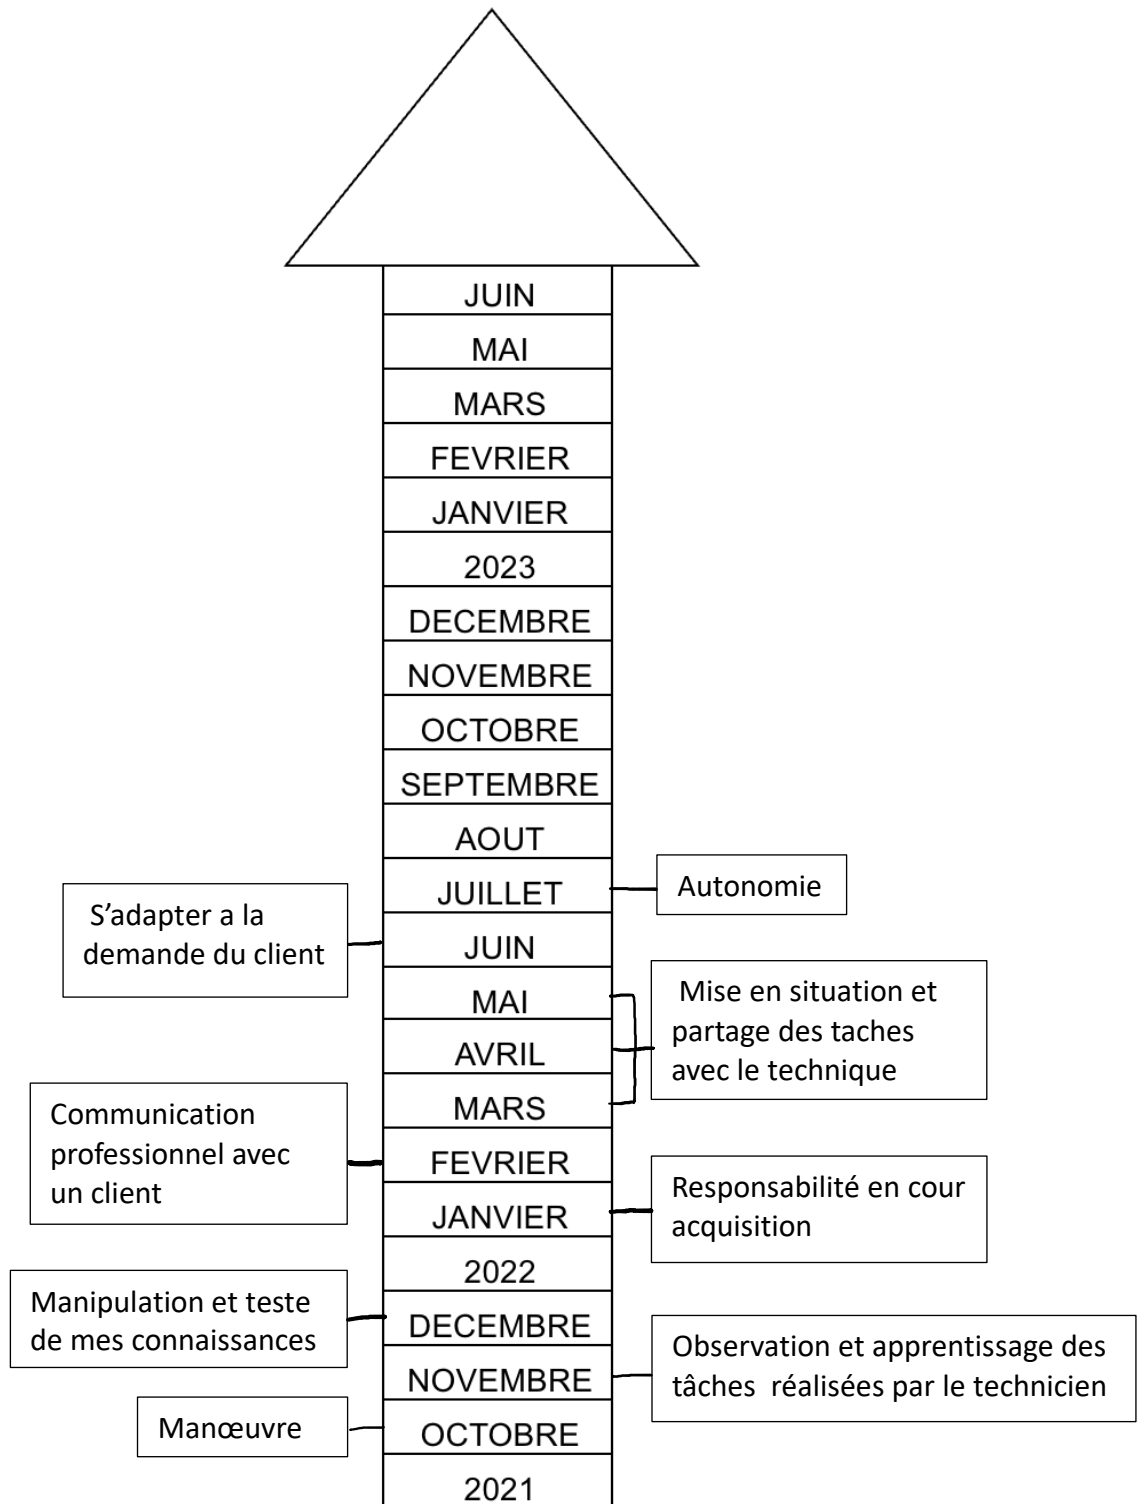 JUIN
MAI
MARS
FEVRIER
JANVIER
2023
DECEMBRE
NOVEMBRE
OCTOBRE
SEPTEMBRE
AOUT
JUILLET
Autonomie
S’adapter a la
demande du client
JUIN
MAI
Mise en situation et
partage des taches
avec le technique
AVRIL
MARS
Communication
professionnel avec
un client
FEVRIER
JANVIER
Responsabilité en cour
acquisition
2022
Manipulation et teste
de mes connaissances
DECEMBRE
NOVEMBRE
Observation et apprentissage des
tâches réalisées par le technicien
Manœuvre
OCTOBRE
2021